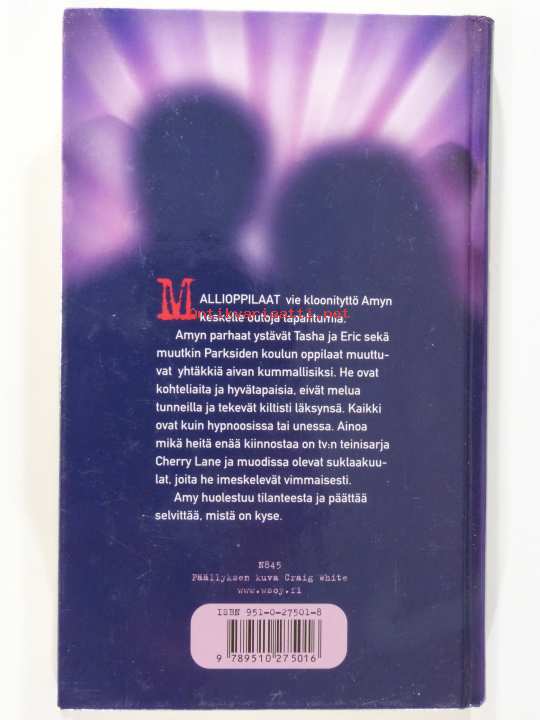 MALLIOPPILAAT vie kloonityttö Amyn
keskelle outoja tapahtumia.
antikvariaatti.net
Amyn parhaat ystävät Tasha ja Eric sekä
muutkin Parksiden koulun oppilaat muuttu-
vat yhtäkkiä aivan kummallisiksi. He ovat
kohteliaita ja hyvätapaisia, eivät melua
tunneilla ja tekevät kiltisti läksynsä. Kaikki
ovat kuin hypnoosissa tai unessa. Ainoa
mikä heitä enää kiinnostaa on tv:n teinisarja
Cherry Lane ja muodissa olevat suklaakuu-
lat, joita he imeskelevät vimmaisesti.
Amy huolestuu tilanteesta ja päättää
selvittää, mistä on kyse.
N845
Päällyksen kuva Craig White
www.wsoy.fi
ISBN 951-0-27501-8
9 789510 275016